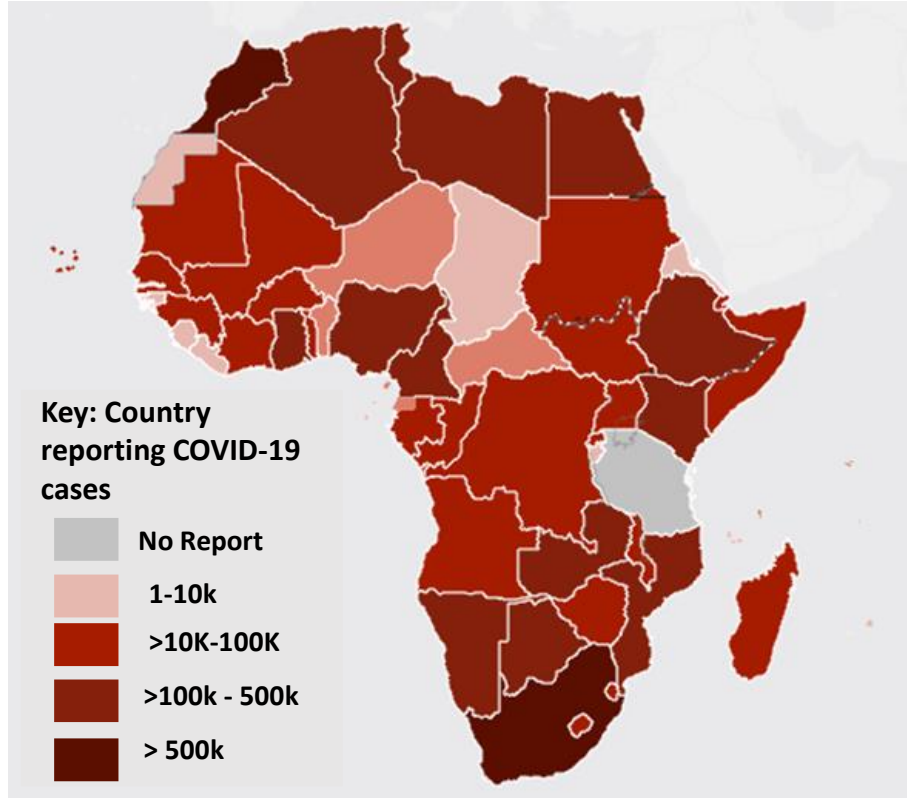 Key: Country
reporting COVID-19
cases
No Report
1-10k
>10K-100K
>100k - 500k
> 500k